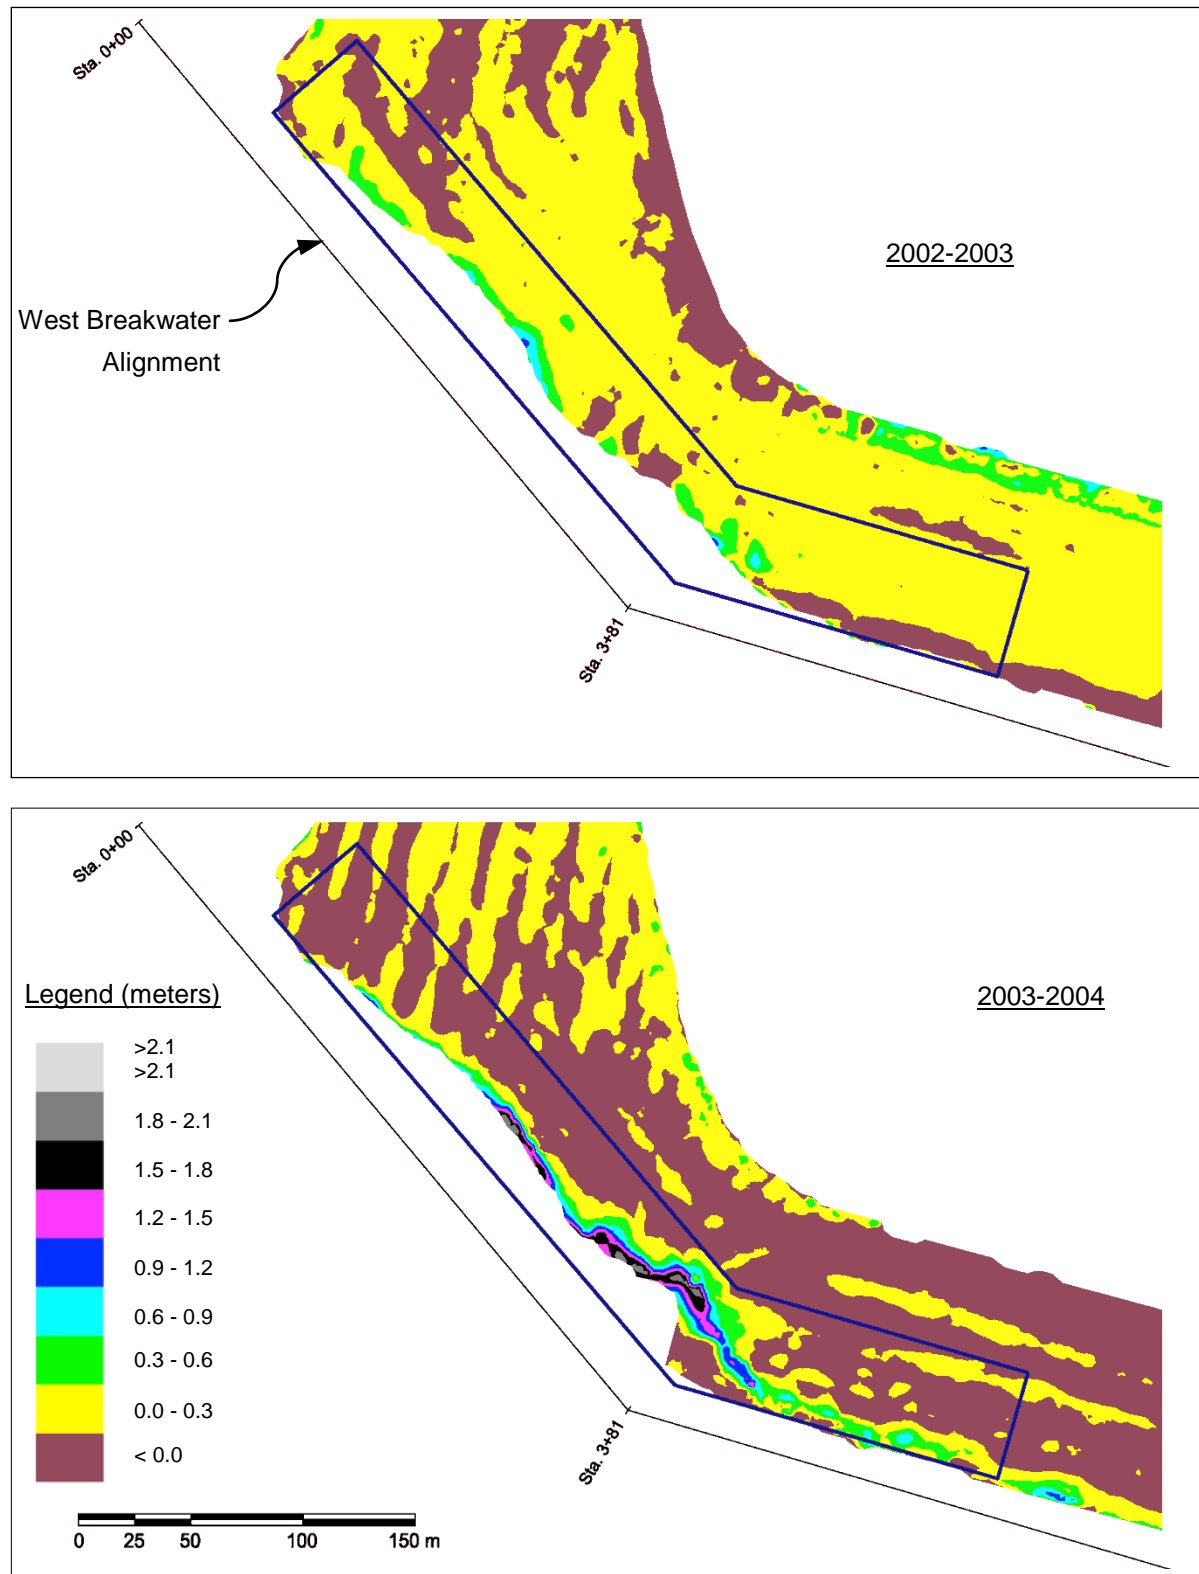 Sta. 0+00
2002-2003
West Breakwater
Alignment
Sta. 3+81
Sta. 0+00
Legend (meters)
2003-2004
>2.1
>2.1
1.8 - 2.1
1.5 - 1.8
1.2 - 1.5
0.9 - 1.2
0.6 - 0.9
0.3 - 0.6
0.0 - 0.3
< 0.0
Sta. 3+81
0 25 50 100 150 m